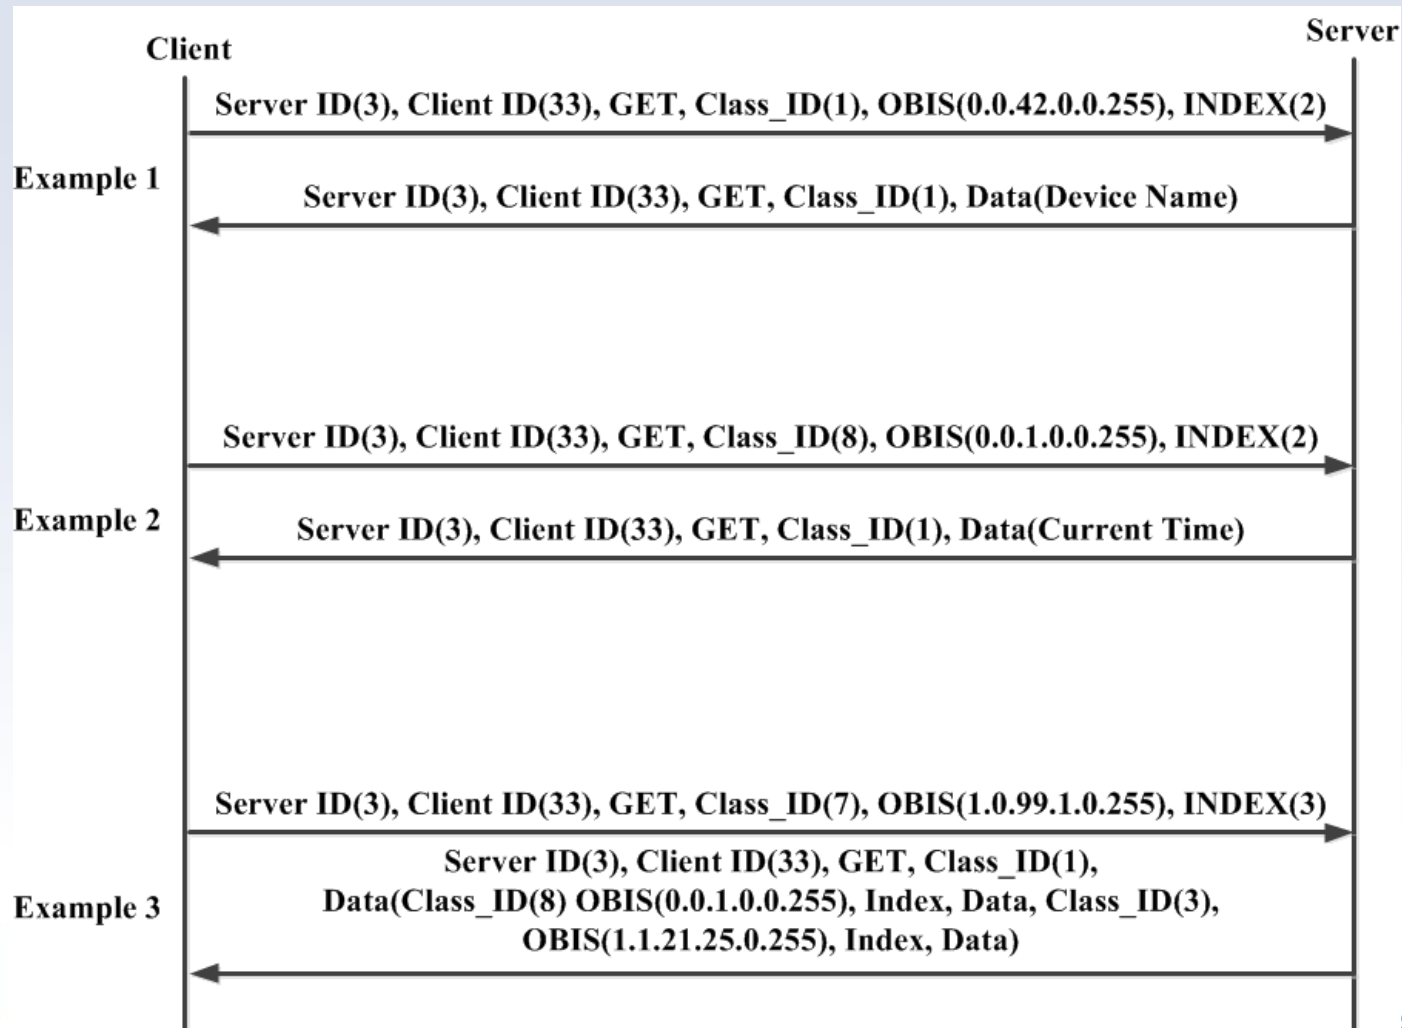 Client
Server
Server ID(3), Client ID(33), GET, Class_ID(1), OBIS(0.0.42.0.0.255), INDEX(2)
Example 1
Server ID(3), Client ID(33), GET, Class_ID(1), Data(Device Name)
Server ID(3), Client ID(33), GET, Class_ID(8), OBIS(0.0.1.0.0.255), INDEX(2)
Example 2
Server ID(3), Client ID(33), GET, Class_ID(1), Data(Current Time)
Server ID(3), Client ID(33), GET, Class_ID(7), OBIS(1.0.99.1.0.255), INDEX(3)
Example 3
Server ID(3), Client ID(33), GET, Class_ID(1),
Data(Class_ID(8) OBIS(0.0.1.0.0.255), Index, Data, Class_ID(3),
OBIS(1.1.21.25.0.255), Index, Data)